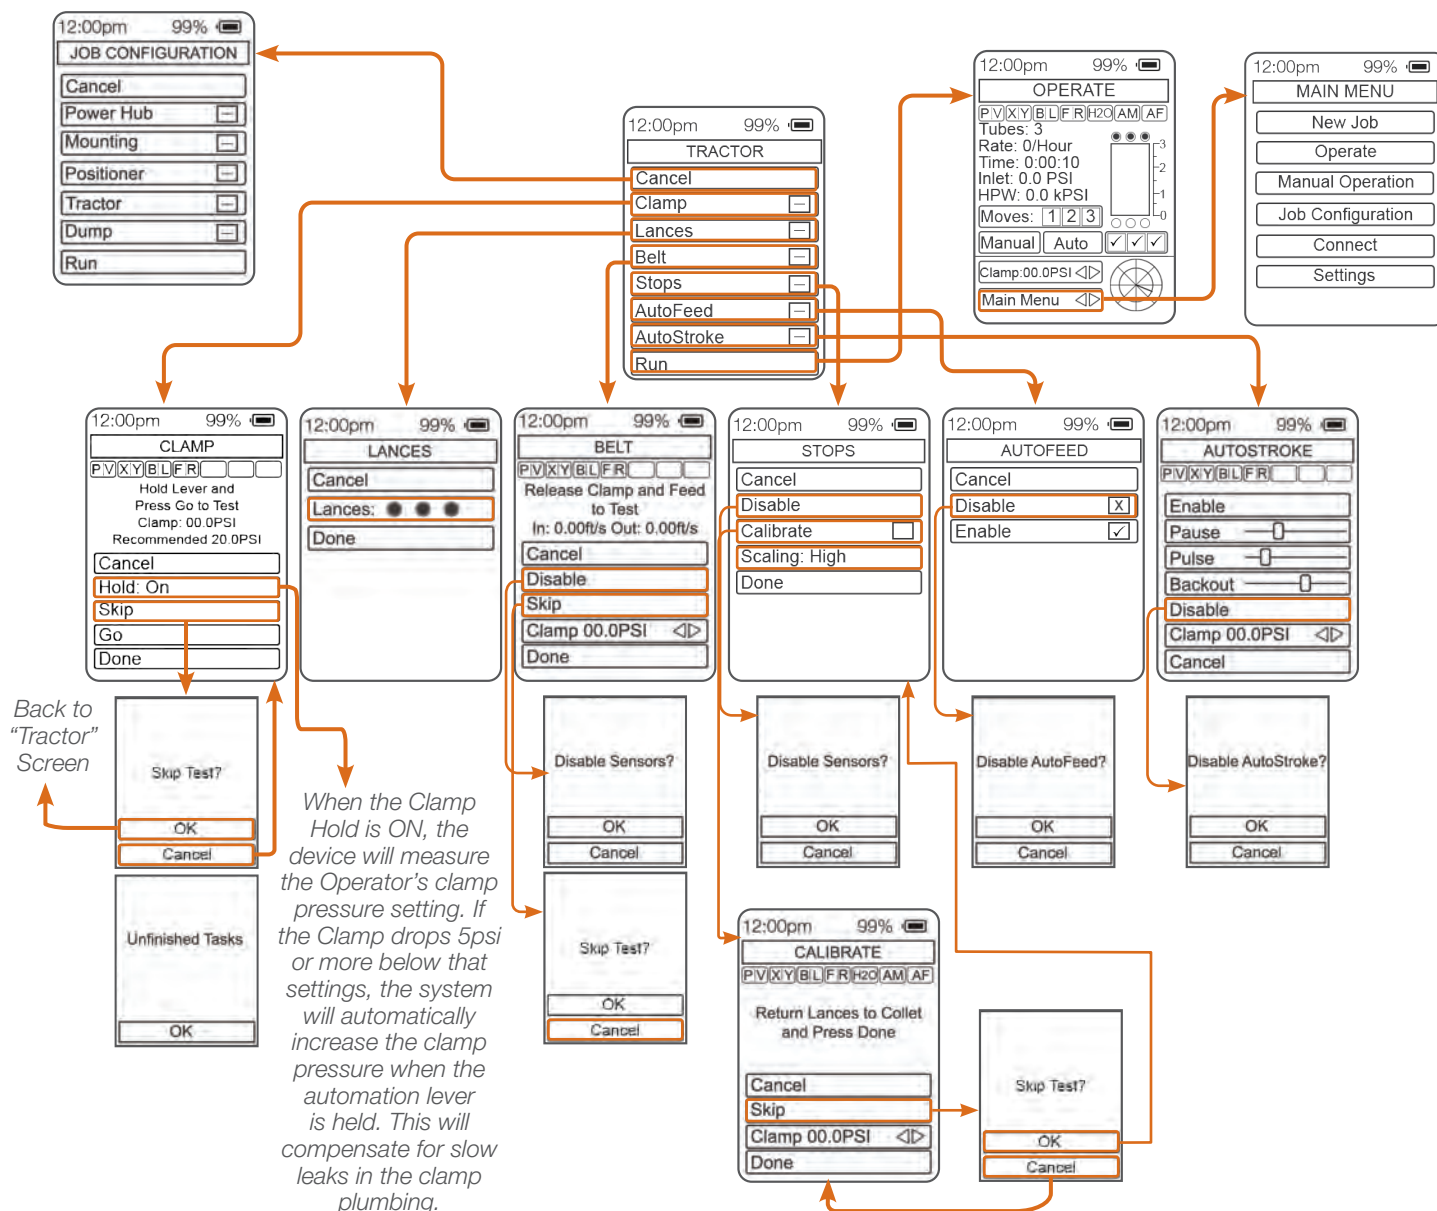 12:00pm 99%
JOB CONFIGURATION
Cancel
Power Hub
Mounting
Positioner
Tractor
Dump
Run
12:00pm 99%
TRACTOR
Cancel
Clamp
Lances
Belt
Stops
AutoFeed
AutoStroke
Run
12:00pm 99%
OPERATE
P V X Y B L F R H2O AM AF
Tubes: 3
Rate: 0/Hour
Time: 0:00:10
Inlet: 0.0 PSI
HPW: 0.0 kPSI
3
2
1
0
Moves: 1 2 3
Manual Auto
Clamp:00.0PSI
Main Menu
12:00pm 99%
MAIN MENU
New Job
Operate
Manual Operation
Job Configuration
Connect
Settings
12:00pm 99%
CLAMP
P V X Y B L F R
Hold Lever and
Press Go to Test
Clamp: 00.0PSI
Recommended 20.0PSI
Cancel
Hold: On
Skip
Go
Done
12:00pm 99%
LANCES
Cancel
Lances:
Done
12:00pm 99%
BELT
P V X Y B L F R
Release Clamp and Feed
to Test
In: 0.00ft/s Out: 0.00ft/s
Cancel
Disable
Skip
Clamp 00.0PSI
Done
12:00pm 99%
STOPS
Cancel
Disable
Calibrate
Scaling: High
Done
12:00pm 99%
AUTOFEED
Cancel
Disable X
Enable
12:00pm 99%
AUTOSTROKE
P V X Y B L F R
Enable
Pause
Pulse
Backout
Disable
Clamp 00.0PSI
Cancel
Back to
“Tractor”
Screen
Skip Test?
OK
Cancel
Unfinished Tasks
OK
When the Clamp
Hold is ON, the
device will measure
the Operator’s clamp
pressure setting. If
the Clamp drops 5psi
or more below that
settings, the system
will automatically
increase the clamp
pressure when the
automation lever
is held. This will
compensate for slow
leaks in the clamp
plumbing.
Disable Sensors?
OK
Cancel
Skip Test?
OK
Cancel
Disable Sensors?
OK
Cancel
Disable AutoFeed?
OK
Cancel
Disable AutoStroke?
OK
Cancel
12:00pm 99%
CALIBRATE
P V X Y B L F R H2O AM AF
Return Lances to Collet
and Press Done
Cancel
Skip
Clamp 00.0PSI
Done
Skip Test?
OK
Cancel